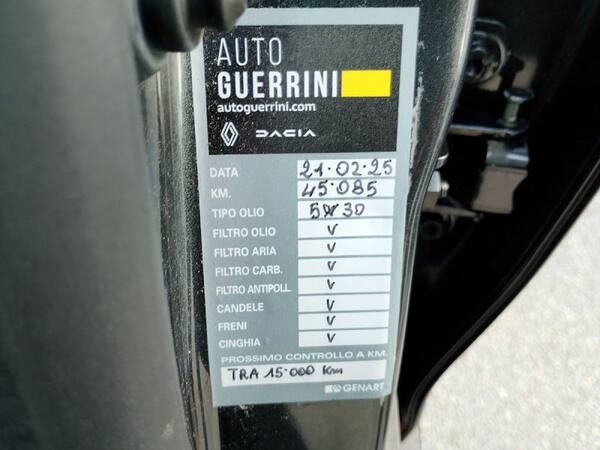 AUTO
GUERRINI
autoguerrini.com
DACIA
DATA 21.02.25
KM. 45.085
TIPO OLIO 5W30
FILTRO OLIO V
FILTRO ARIA V
FILTRO CARB. V
FILTRO ANTIPOLL. V
CANDELE V
FRENI V
CINGHIA V
PROSSIMO CONTROLLO A KM.
TRA 15.000 Km
GENART